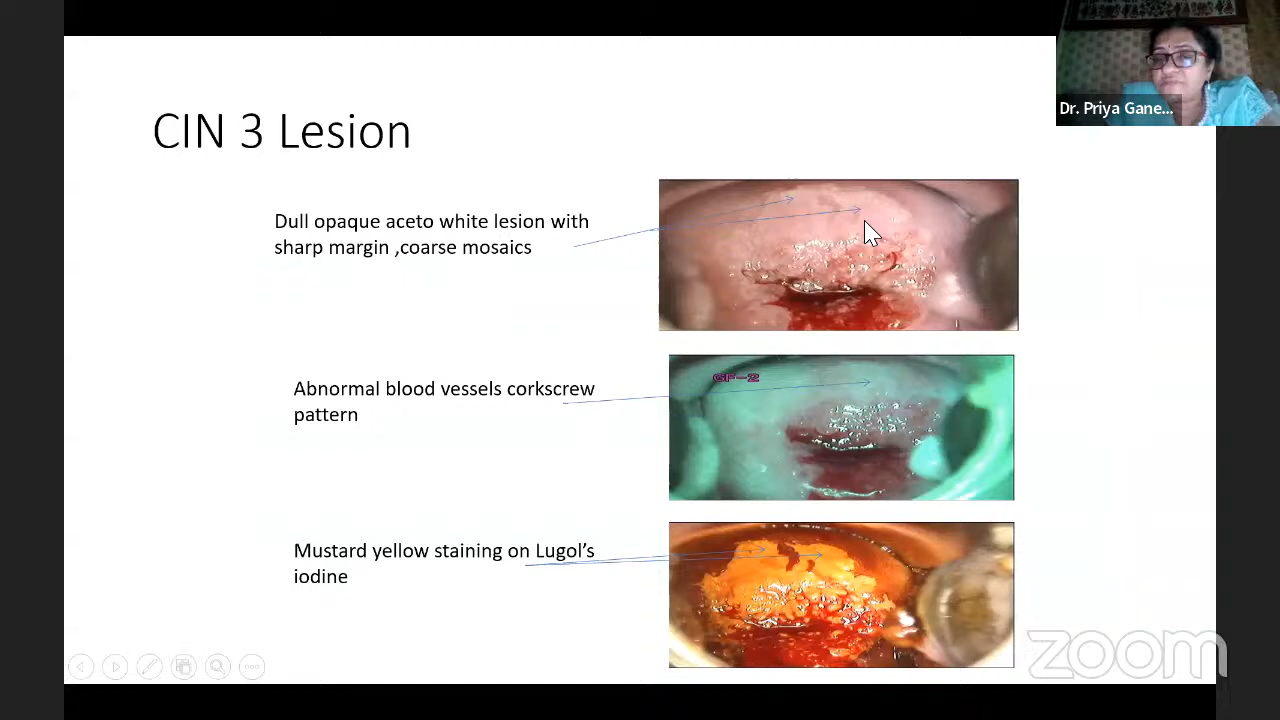 Dr. Priya Gane...
CIN 3 Lesion
Dull opaque aceto white lesion with
sharp margin ,coarse mosaics
GF-2
Abnormal blood vessels corkscrew
pattern
Mustard yellow staining on Lugol’s
iodine
zoom